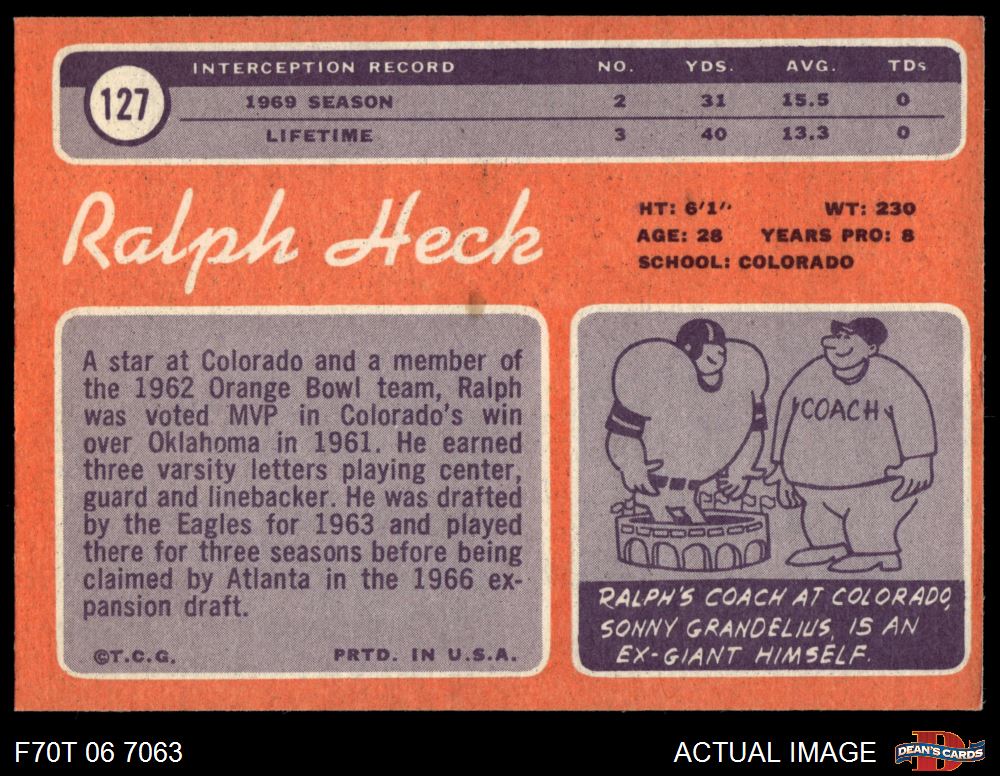 127
INTERCEPTION RECORD NO. YDS. AVG. TDs
1969 SEASON 2 31 15.5 0
LIFETIME 3 40 13.3 0
Ralph Heck
HT: 6'1" WT: 230
AGE: 28 YEARS PRO: 8
SCHOOL: COLORADO
A star at Colorado and a member of
the 1962 Orange Bowl team, Ralph
was voted MVP in Colorado's win
over Oklahoma in 1961. He earned
three varsity letters playing center,
guard and linebacker. He was drafted
by the Eagles for 1963 and played
there for three seasons before being
claimed by Atlanta in the 1966 ex-
pansion draft.
©T.C.G. PRTD. IN U.S.A.
COACH
RALPH'S COACH AT COLORADO,
SONNY GRANDELIUS, IS AN
EX-GIANT HIMSELF.
F70T 06 7063
ACTUAL IMAGE
D
DEAN'S CARDS